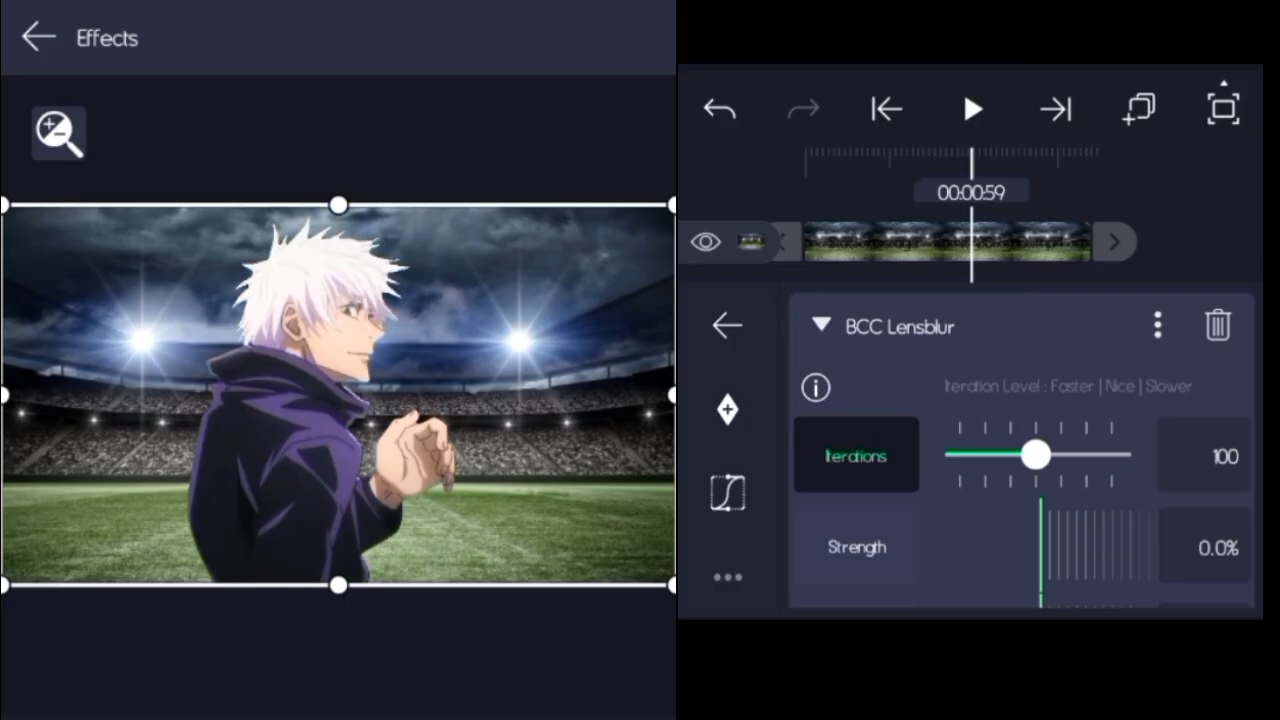 Effects
00:00:59
BCC Lensblur
Iteration Level : Faster | Nice | Slower
Iterations
100
Strength
0.0%